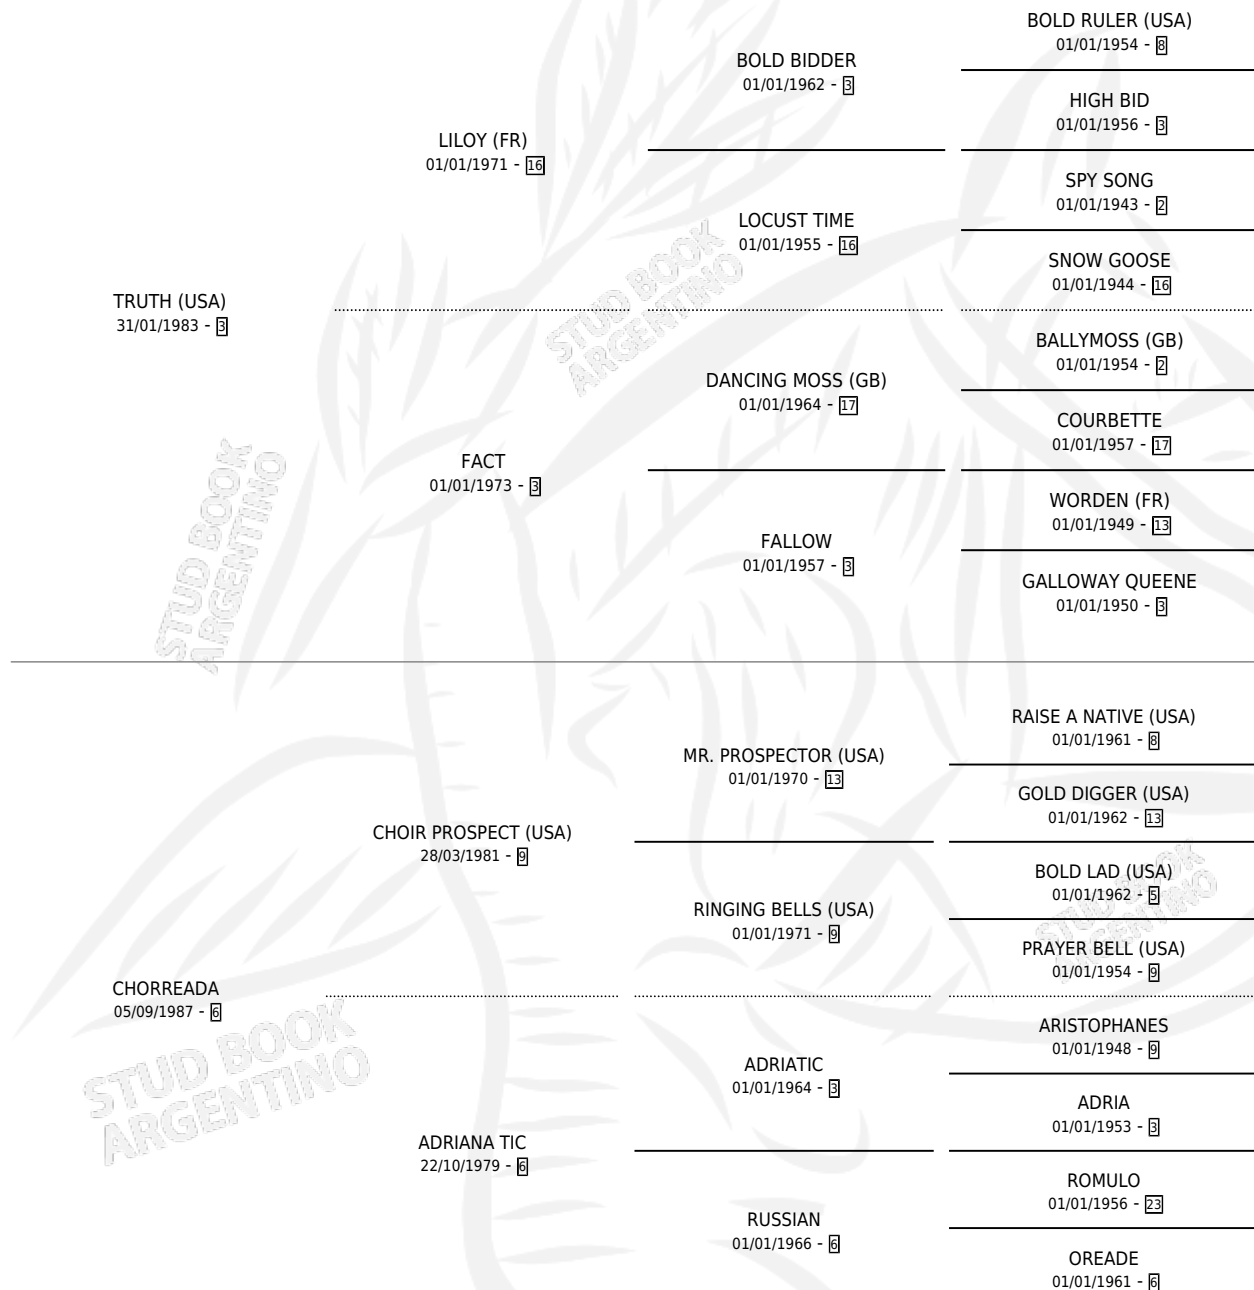 BOLD RULER (USA)
01/01/1954 - 8
BOLD BIDDER
01/01/1962 - 3
HIGH BID
01/01/1956 - 3
LILOY (FR)
01/01/1971 - 16
SPY SONG
01/01/1943 - 2
LOCUST TIME
01/01/1955 - 16
SNOW GOOSE
01/01/1944 - 16
TRUTH (USA)
31/01/1983 - 3
STUD BOOK
ARGENTINO
BALLYMOSS (GB)
01/01/1954 - 2
DANCING MOSS (GB)
01/01/1964 - 17
COURBETTE
01/01/1957 - 17
FACT
01/01/1973 - 3
WORDEN (FR)
01/01/1949 - 13
FALLOW
01/01/1957 - 3
GALLOWAY QUEENE
01/01/1950 - 3
STUD BOOK
ARGENTINO
RAISE A NATIVE (USA)
01/01/1961 - 8
MR. PROSPECTOR (USA)
01/01/1970 - 13
GOLD DIGGER (USA)
01/01/1962 - 13
CHOIR PROSPECT (USA)
28/03/1981 - 9
BOLD LAD (USA)
01/01/1962 - 5
RINGING BELLS (USA)
01/01/1971 - 9
PRAYER BELL (USA)
01/01/1954 - 9
STUD BOOK
ARGENTINO
CHORREADA
05/09/1987 - 6
ARISTOPHANES
01/01/1948 - 9
ADRIATIC
01/01/1964 - 3
ADRIA
01/01/1953 - 3
STUD BOOK
ARGENTINO
ADRIANA TIC
22/10/1979 - 6
ROMULO
01/01/1956 - 23
RUSSIAN
01/01/1966 - 6
OREADE
01/01/1961 - 6